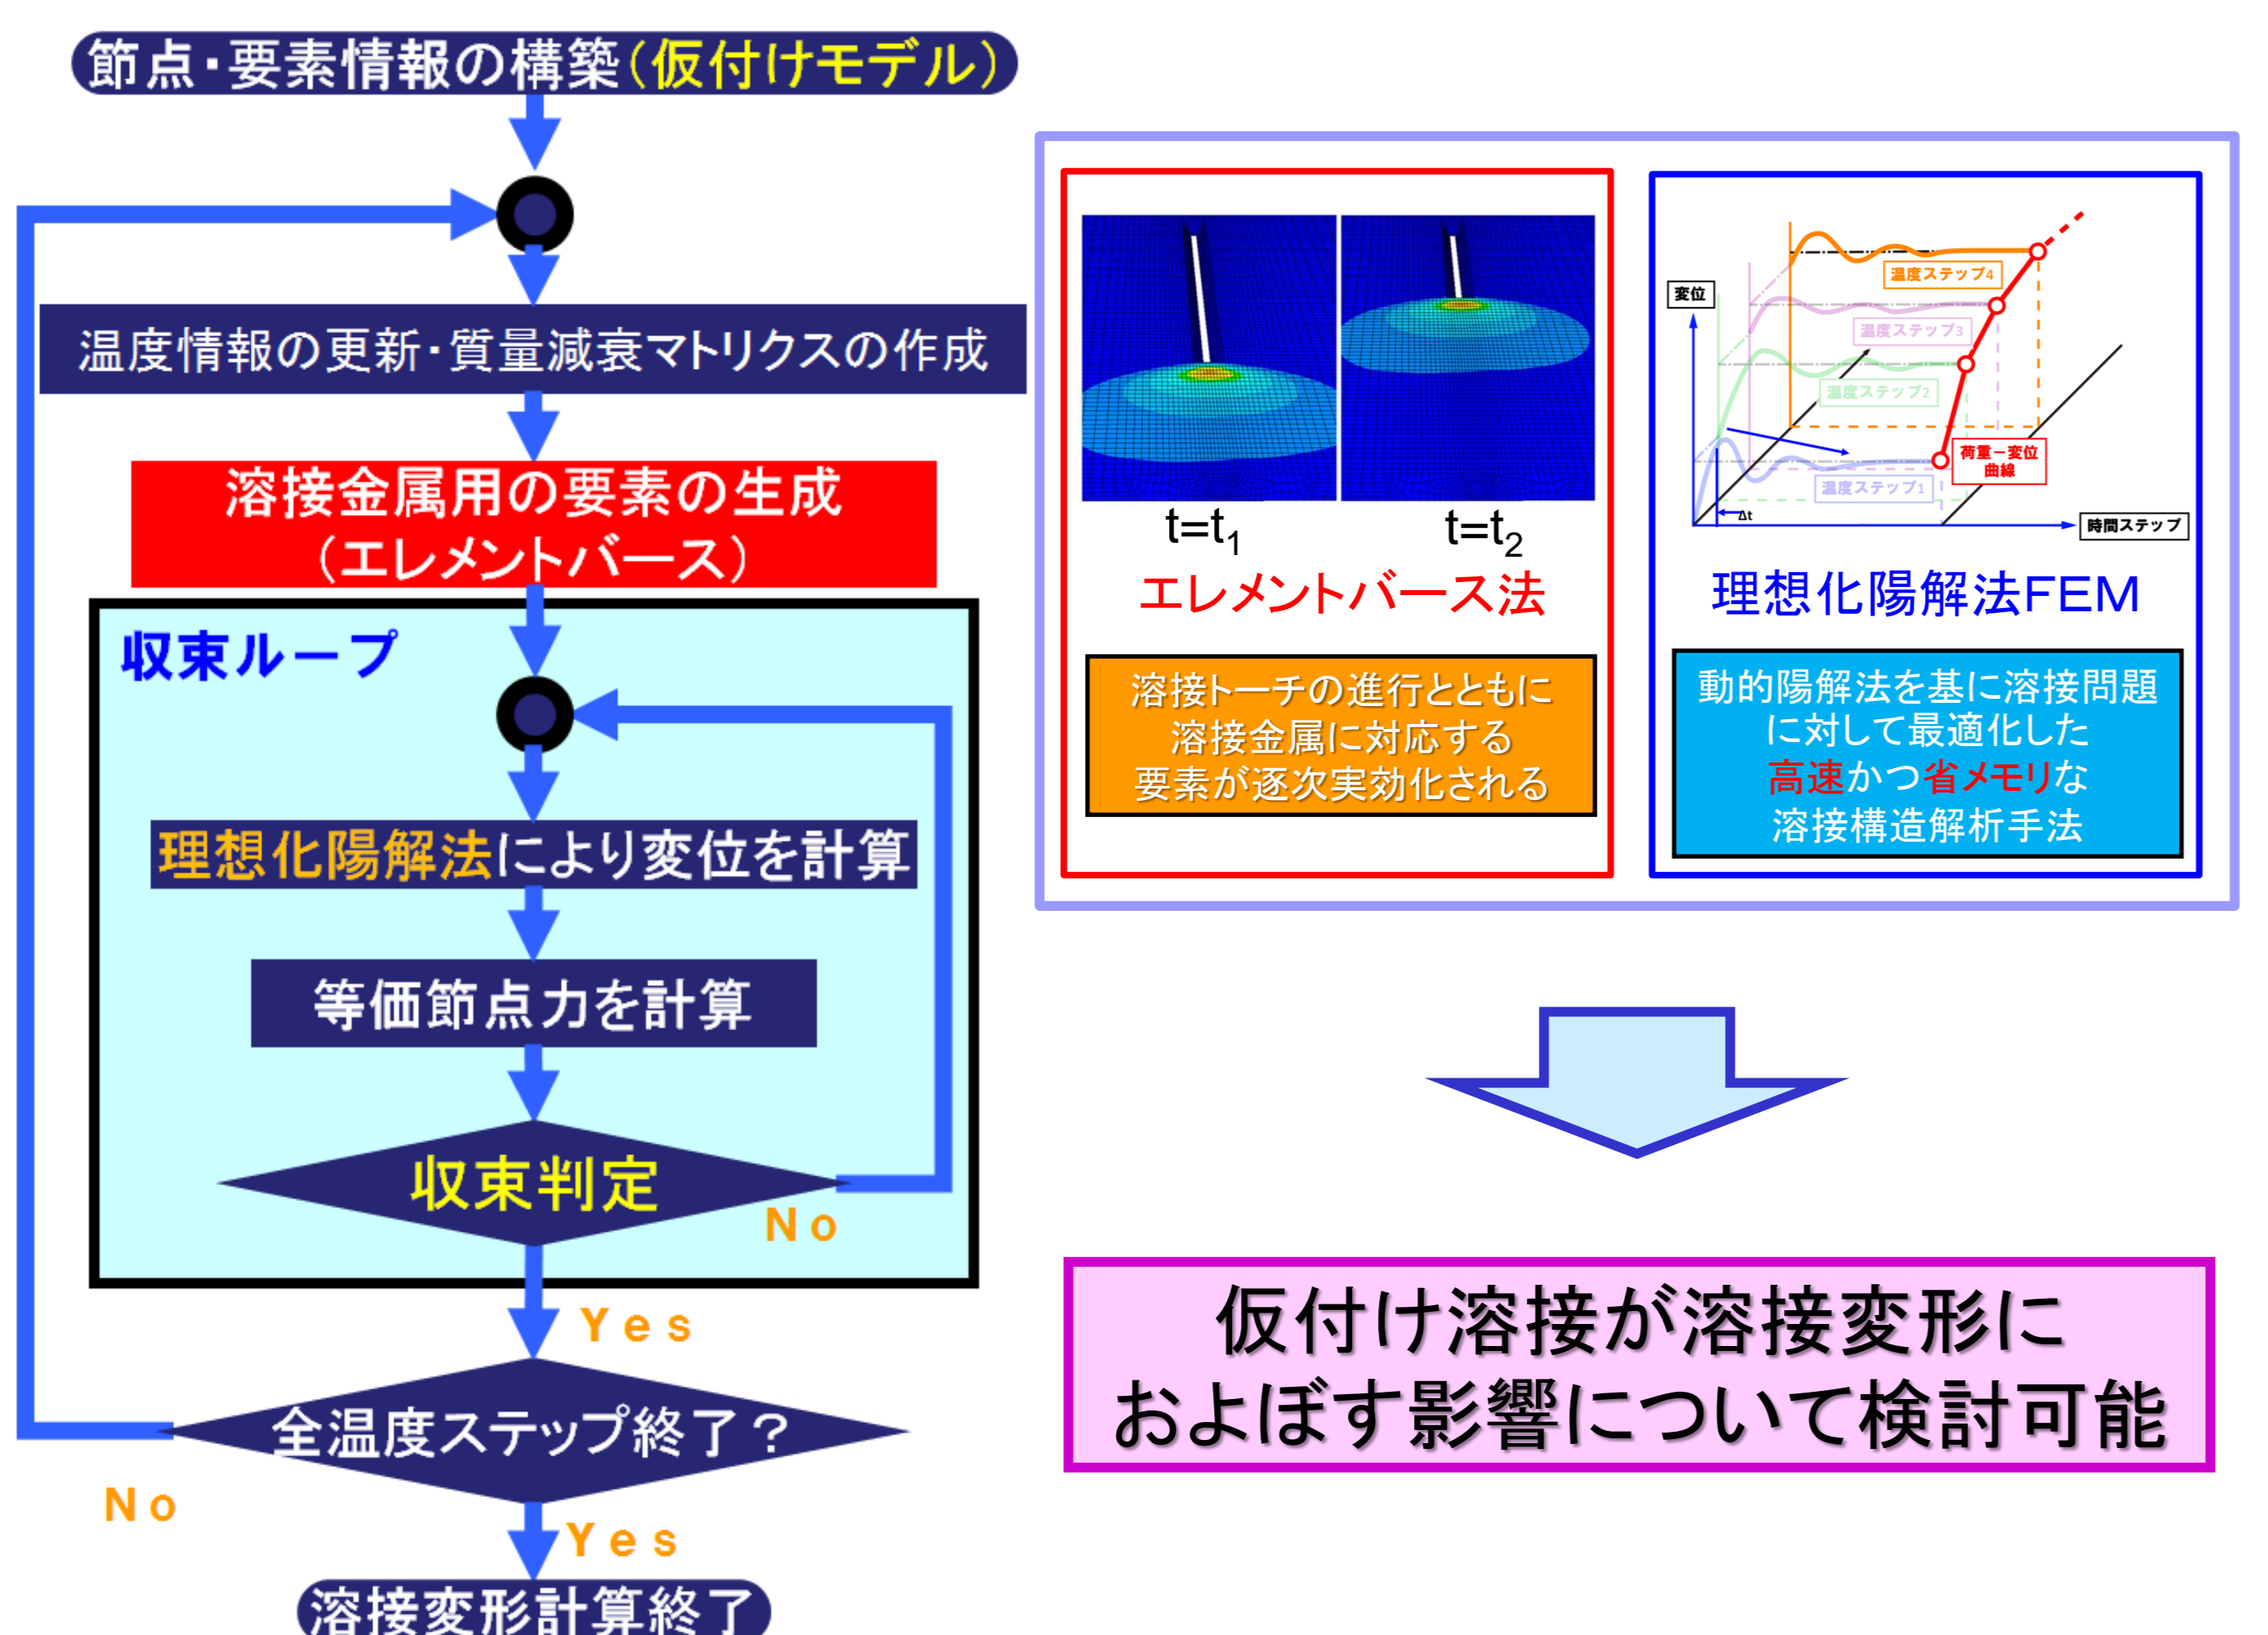 節点・要素情報の構築(仮付けモデル)
温度情報の更新・質量減衰マトリクスの作成
溶接金属用の要素の生成
(エレメントバース)
収束ループ
理想化陽解法により変位を計算
等価節点力を計算
収束判定
No
Yes
全温度ステップ終了？
No
Yes
溶接変形計算終了
t=t1
t=t2
エレメントバース法
溶接トーチの進行とともに
溶接金属に対応する
要素が逐次実効化される
変位
温度ステップ4
温度ステップ3
温度ステップ2
温度ステップ1
荷重－変位
曲線
Δt
時間ステップ
理想化陽解法FEM
動的陽解法を基に溶接問題
に対して最適化した
高速かつ省メモリな
溶接構造解析手法
仮付け溶接が溶接変形に
およぼす影響について検討可能